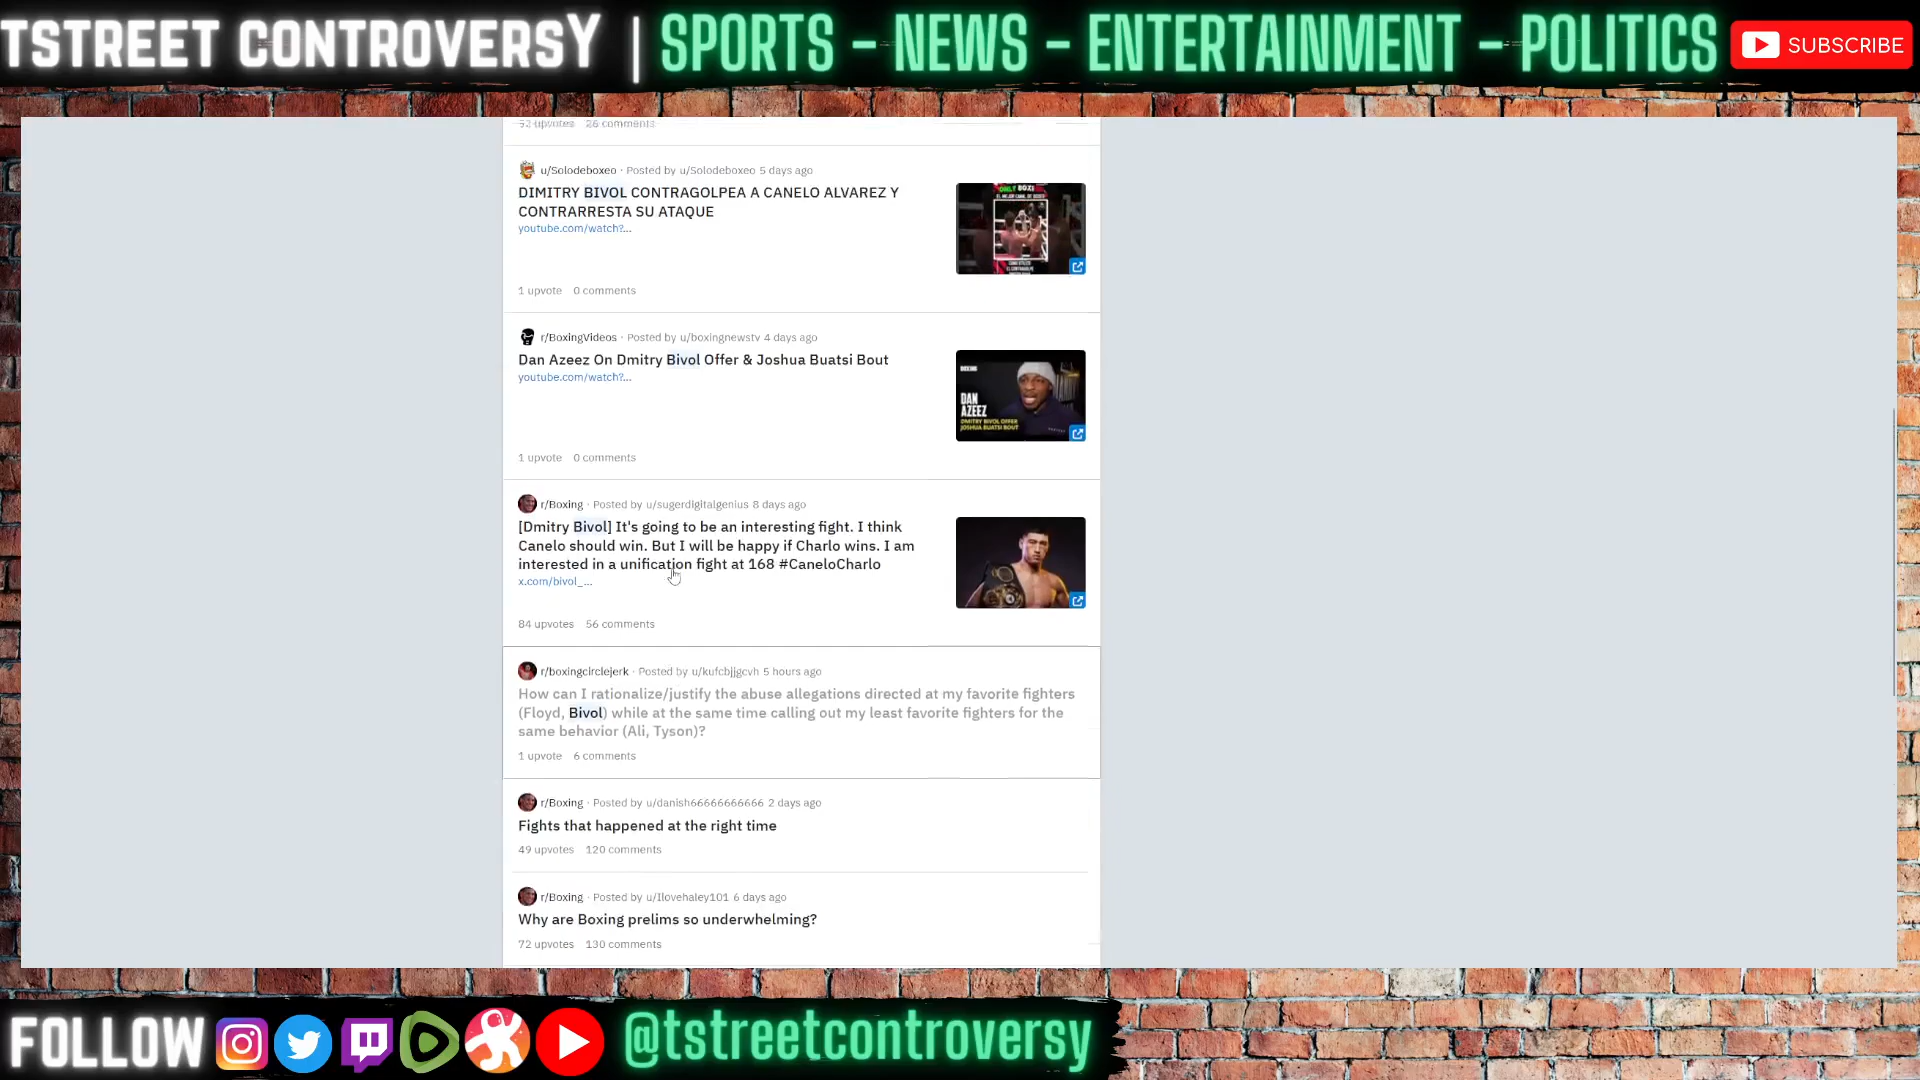 TSTREET CONTROVERSY | SPORTS - NEWS - ENTERTAINMENT - POLITICS
SUBSCRIBE
52 upvotes 26 comments
u/Solodeboxeo · Posted by u/Solodeboxeo 5 days ago
DIMITRY BIVOL CONTRAGOLPEA A CANELO ALVAREZ Y
CONTRARRESTA SU ATAQUE
youtube.com/watch?...
1 upvote 0 comments
r/BoxingVideos · Posted by u/boxingnewstv 4 days ago
Dan Azeez On Dmitry Bivol Offer & Joshua Buatsi Bout
youtube.com/watch?...
DAN
AZEEZ
DMITRY BIVOL OFFER
JOSHUA BUATSI BOUT
1 upvote 0 comments
r/Boxing · Posted by u/sugerdigitalgenius 8 days ago
[Dmitry Bivol] It's going to be an interesting fight. I think
Canelo should win. But I will be happy if Charlo wins. I am
interested in a unification fight at 168 #CaneloCharlo
x.com/bivol_...
84 upvotes 56 comments
r/boxingcirclejerk · Posted by u/kufcbjjgcvh 5 hours ago
How can I rationalize/justify the abuse allegations directed at my favorite fighters
(Floyd, Bivol) while at the same time calling out my least favorite fighters for the
same behavior (Ali, Tyson)?
1 upvote 6 comments
r/Boxing · Posted by u/danish66666666666 2 days ago
Fights that happened at the right time
49 upvotes 120 comments
r/Boxing · Posted by u/Ilovehaley101 6 days ago
Why are Boxing prelims so underwhelming?
72 upvotes 130 comments
FOLLOW @tstreetcontroversy